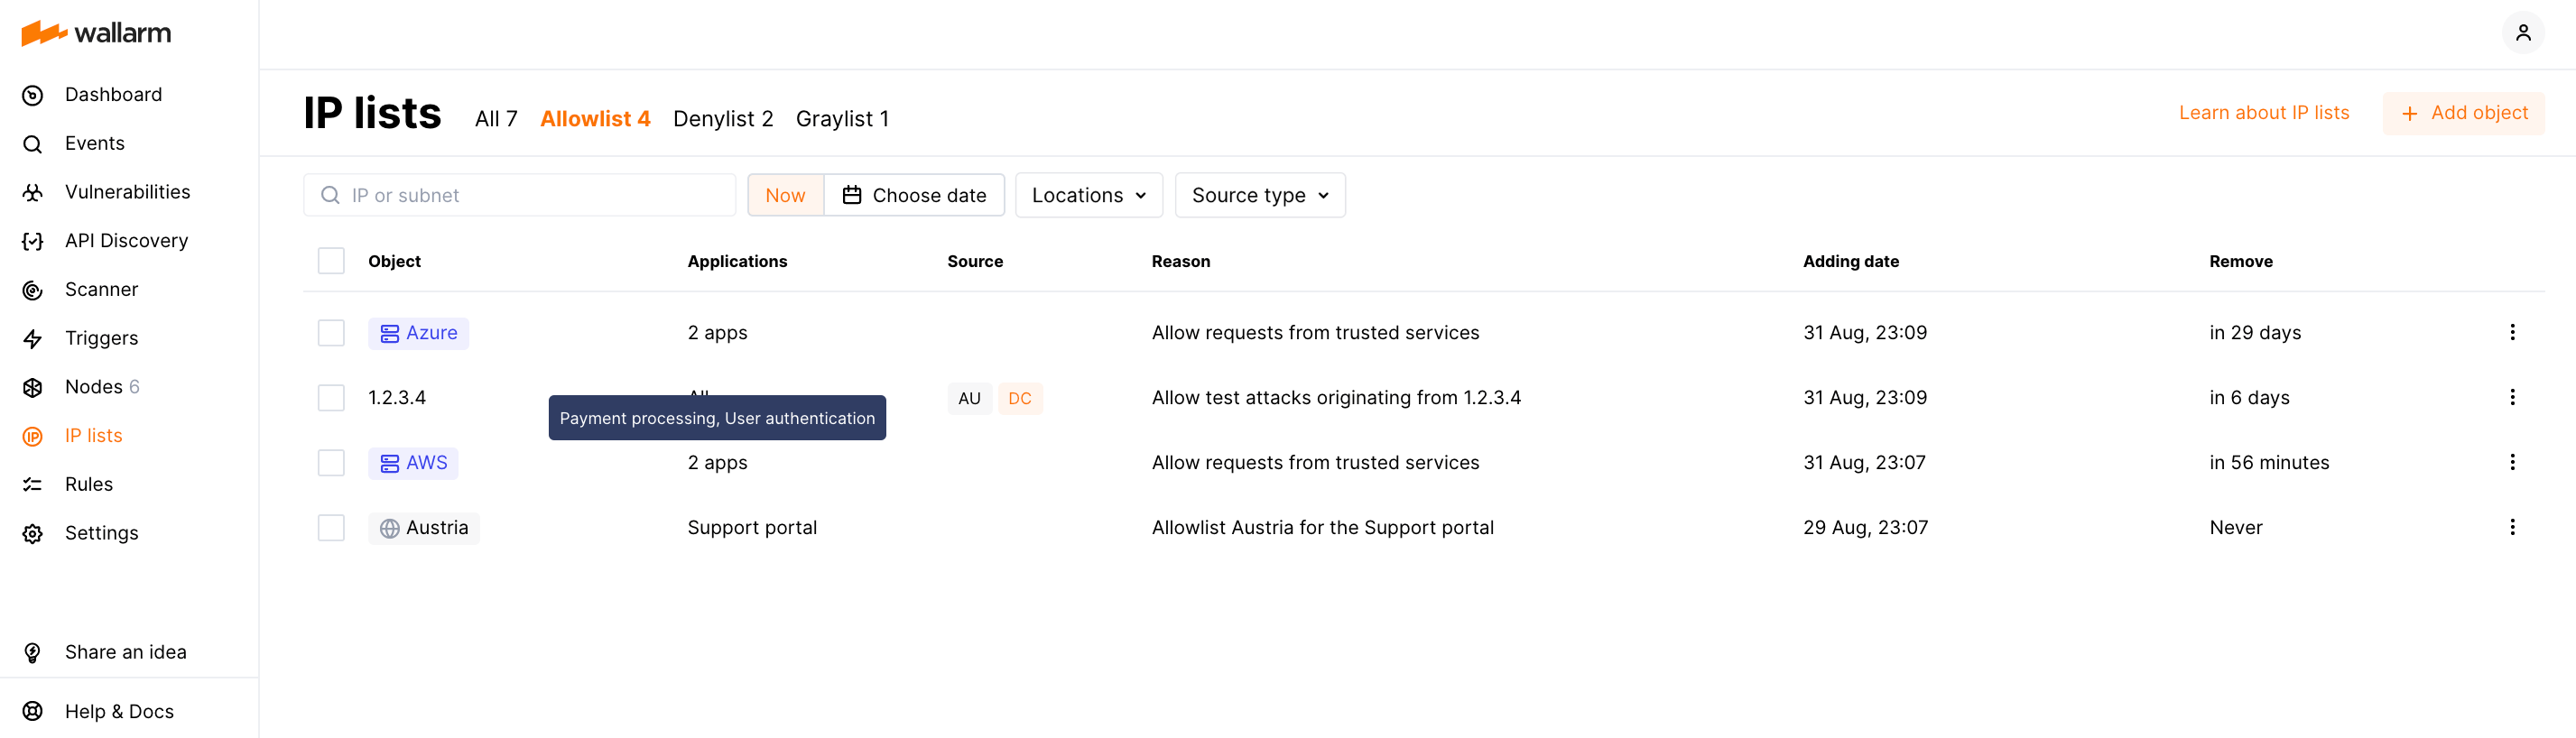 wallarm
Dashboard
Events
Vulnerabilities
API Discovery
Scanner
Triggers
Nodes 6
IP lists
Rules
Settings
Share an idea
Help & Docs
IP lists All 7 Allowlist 4 Denylist 2 Graylist 1 Learn about IP lists + Add object
IP or subnet Now Choose date Locations Source type
Object Applications Source Reason Adding date Remove
Azure 2 apps Allow requests from trusted services 31 Aug, 23:09 in 29 days
1.2.3.4 AU DC Allow test attacks originating from 1.2.3.4 31 Aug, 23:09 in 6 days
Payment processing, User authentication
AWS 2 apps Allow requests from trusted services 31 Aug, 23:07 in 56 minutes
Austria Support portal Allowlist Austria for the Support portal 29 Aug, 23:07 Never